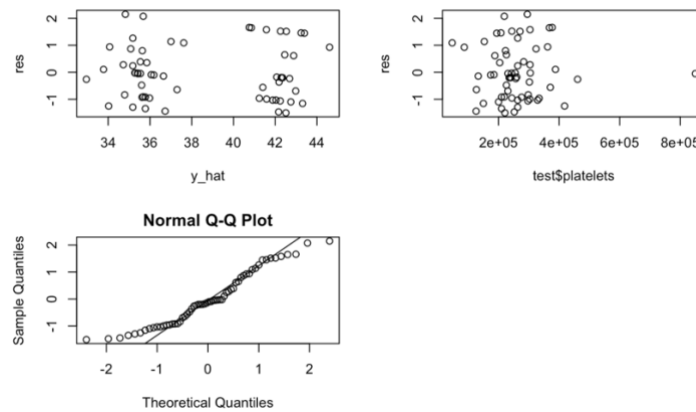 res
2
1
0
-1
34 36 38 40 42 44
y_hat
res
2
1
0
-1
2e+05 4e+05 6e+05
test$platelets
Normal Q-Q Plot
Sample Quantiles
2
1
0
-1
-2 -1 0 1 2
Theoretical Quantiles